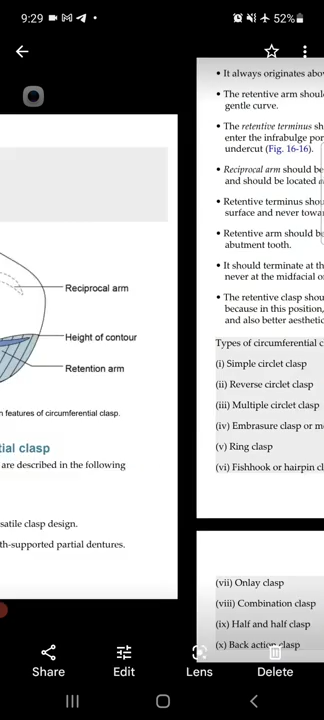 9:29
52%
Reciprocal arm
Height of contour
Retention arm
features of circumferential clasp.
tial clasp
are described in the following
satile clasp design.
th-supported partial dentures.
• It always originates abov
• The retentive arm shoul
gentle curve.
• The retentive terminus sh
enter the infrabulge por
undercut (Fig. 16-16).
• Reciprocal arm should be
and should be located a
• Retentive terminus shou
surface and never towar
• Retentive arm should be
abutment tooth.
• It should terminate at th
never at the midfacial or
• The retentive clasp shou
because in this position,
and also better aesthetic
Types of circumferential c
(i) Simple circlet clasp
(ii) Reverse circlet clasp
(iii) Multiple circlet clasp
(iv) Embrasure clasp or m
(v) Ring clasp
(vi) Fishhook or hairpin cl
(vii) Onlay clasp
(viii) Combination clasp
(ix) Half and half clasp
(x) Back action clasp
Share
Edit
Lens
Delete